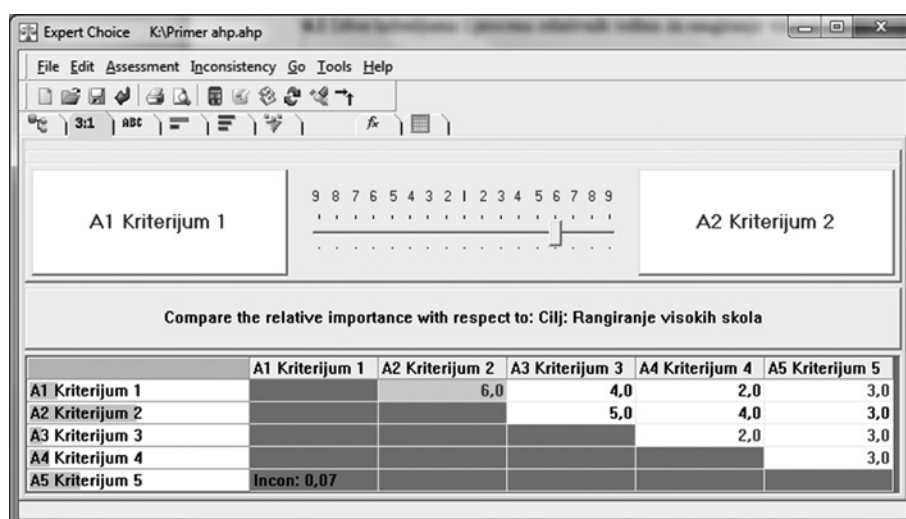 Expert Choice K:\Primer ahp.ahp
File Edit Assessment Inconsistency Go Tools Help
3:1 ABC fx
9 8 7 6 5 4 3 2 1 2 3 4 5 6 7 8 9
A1 Kriterijum 1
A2 Kriterijum 2
Compare the relative importance with respect to: Cilj: Rangiranje visokih skola
A1 Kriterijum 1 A2 Kriterijum 2 A3 Kriterijum 3 A4 Kriterijum 4 A5 Kriterijum 5
A1 Kriterijum 1 6,0 4,0 2,0 3,0
A2 Kriterijum 2 5,0 4,0 3,0
A3 Kriterijum 3 2,0 3,0
A4 Kriterijum 4 3,0
A5 Kriterijum 5 Incon: 0,07